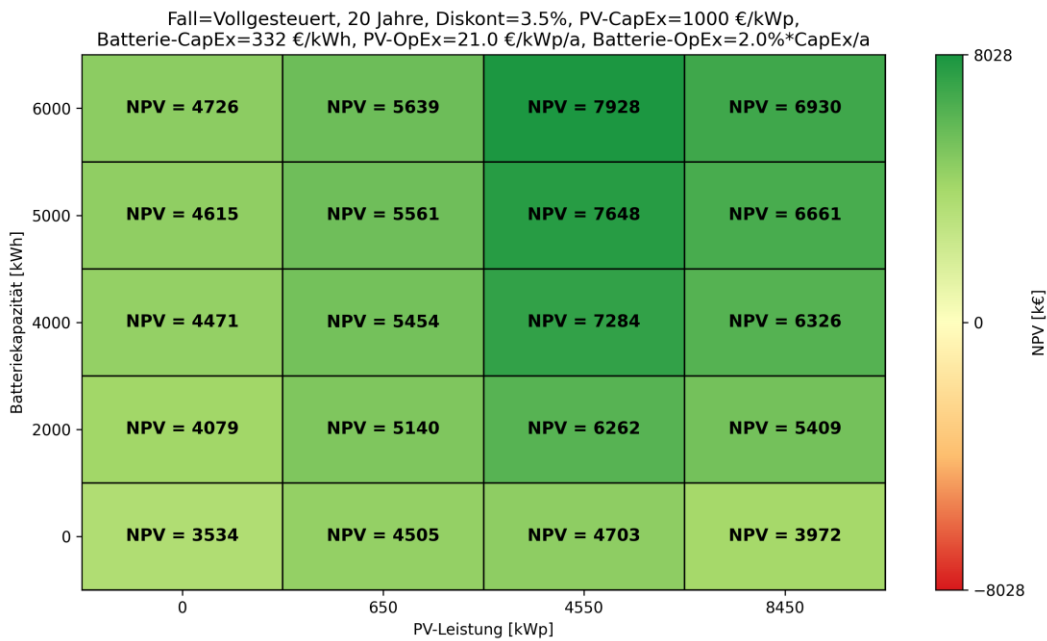 Fall=Vollgesteuert, 20 Jahre, Diskont=3.5%, PV-CapEx=1000 €/kWp,
Batterie-CapEx=332 €/kWh, PV-OpEx=21.0 €/kWp/a, Batterie-OpEx=2.0%*CapEx/a
Batteriekapazität [kWh]
6000
NPV = 4726
NPV = 5639
NPV = 7928
NPV = 6930
5000
NPV = 4615
NPV = 5561
NPV = 7648
NPV = 6661
4000
NPV = 4471
NPV = 5454
NPV = 7284
NPV = 6326
2000
NPV = 4079
NPV = 5140
NPV = 6262
NPV = 5409
0
NPV = 3534
NPV = 4505
NPV = 4703
NPV = 3972
0
650
4550
8450
PV-Leistung [kWp]
8028
0
−8028
NPV [k€]